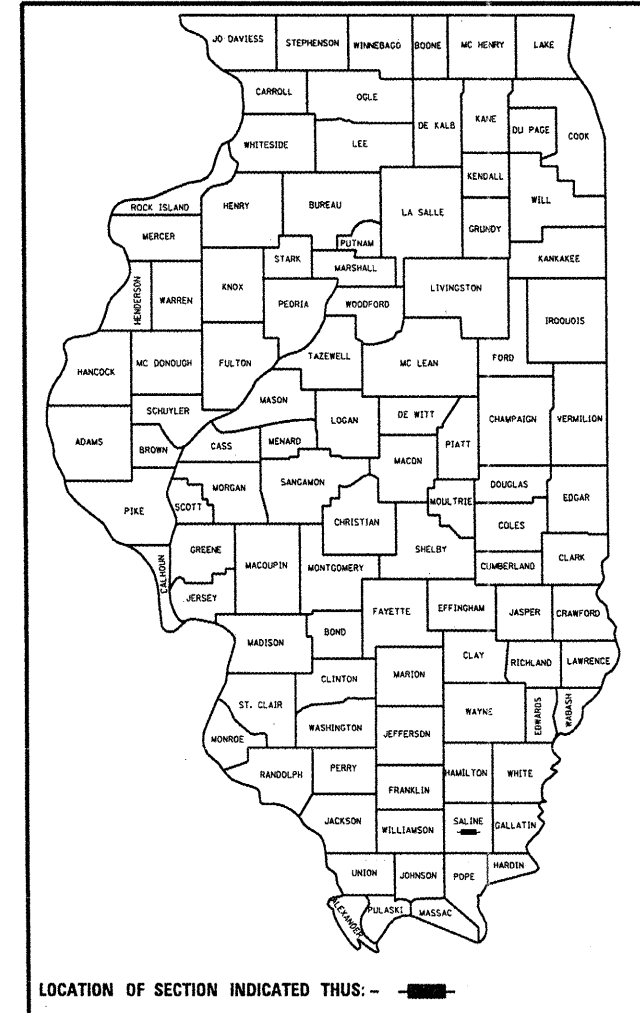 JO DAVIESS STEPHENSON WINNEBAGO BOONE MC HENRY LAKE
CARROLL OGLE DE KALB KANE DU PAGE COOK
WHITESIDE LEE
KENDALL
ROCK ISLAND HENRY BUREAU LA SALLE GRUNDY WILL
MERCER PUTNAM
STARK MARSHALL KANKAKEE
HENDERSON WARREN KNOX PEORIA WOODFORD LIVINGSTON IROQUOIS
HANCOCK MC DONOUGH FULTON TAZEWELL MC LEAN FORD
MASON
SCHUYLER LOGAN DE WITT CHAMPAIGN VERMILION
ADAMS BROWN CASS MENARD PIATT
MACON
MORGAN SANGAMON DOUGLAS
PIKE SCOTT MOULTRIE EDGAR
CHRISTIAN COLES
GREENE SHELBY
CALHOUN MACOUPIN MONTGOMERY CUMBERLAND CLARK
JERSEY
FAYETTE EFFINGHAM JASPER CRAWFORD
MADISON BOND
CLAY RICHLAND LAWRENCE
CLINTON MARION
ST. CLAIR WAYNE EDWARDS WABASH
WASHINGTON JEFFERSON
MONROE
RANDOLPH PERRY HAMILTON WHITE
FRANKLIN
JACKSON WILLIAMSON SALINE GALLATIN
UNION JOHNSON POPE HARDIN
ALEXANDER PULASKI MASSAC
LOCATION OF SECTION INDICATED THUS: -